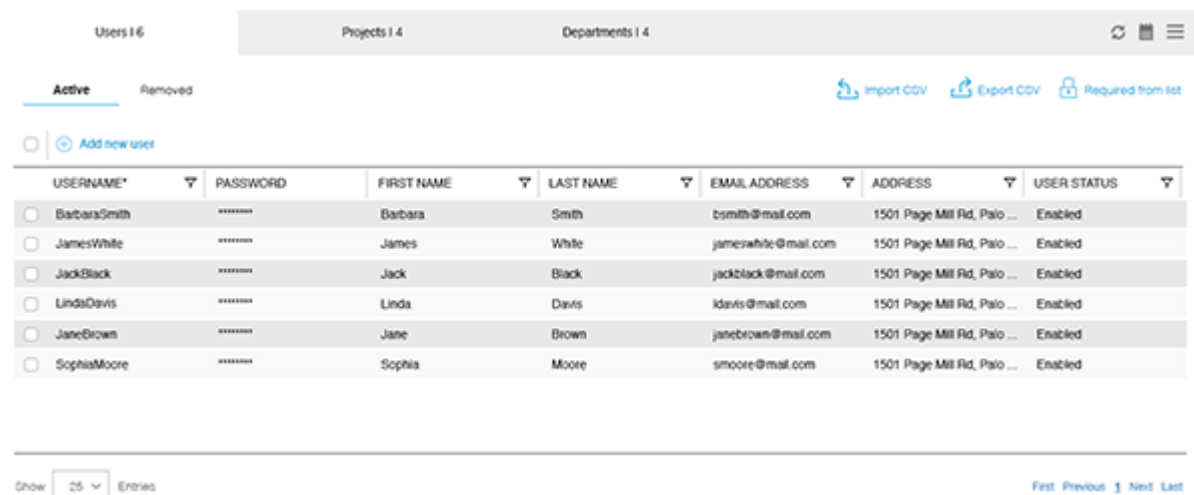 Users | 6 Projects | 4 Departments | 4
Active Removed Import CSV Export CSV Required from list
Add new user
USERNAME* PASSWORD FIRST NAME LAST NAME EMAIL ADDRESS ADDRESS USER STATUS
BarbaraSmith ******** Barbara Smith bsmith@mail.com 1501 Page Mill Rd, Palo ... Enabled
JamesWhite ******** James White jameswhite@mail.com 1501 Page Mill Rd, Palo ... Enabled
JackBlack ******** Jack Black jackblack@mail.com 1501 Page Mill Rd, Palo ... Enabled
LindaDavis ******** Linda Davis ldavis@mail.com 1501 Page Mill Rd, Palo ... Enabled
JaneBrown ******** Jane Brown janebrown@mail.com 1501 Page Mill Rd, Palo ... Enabled
SophiaMoore ******** Sophia Moore smoore@mail.com 1501 Page Mill Rd, Palo ... Enabled
Show 25 Entries First Previous 1 Next Last